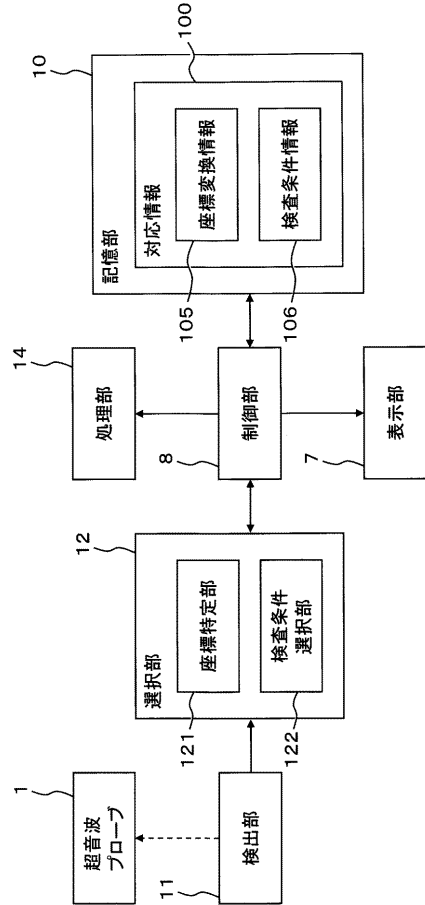 1
超音波
プローブ
検出部
11
選択部
12
座標特定部
121
検査条件
選択部
122
処理部
14
制御部
8
表示部
7
記憶部
10
対応情報
100
座標変換情報
105
検査条件情報
106